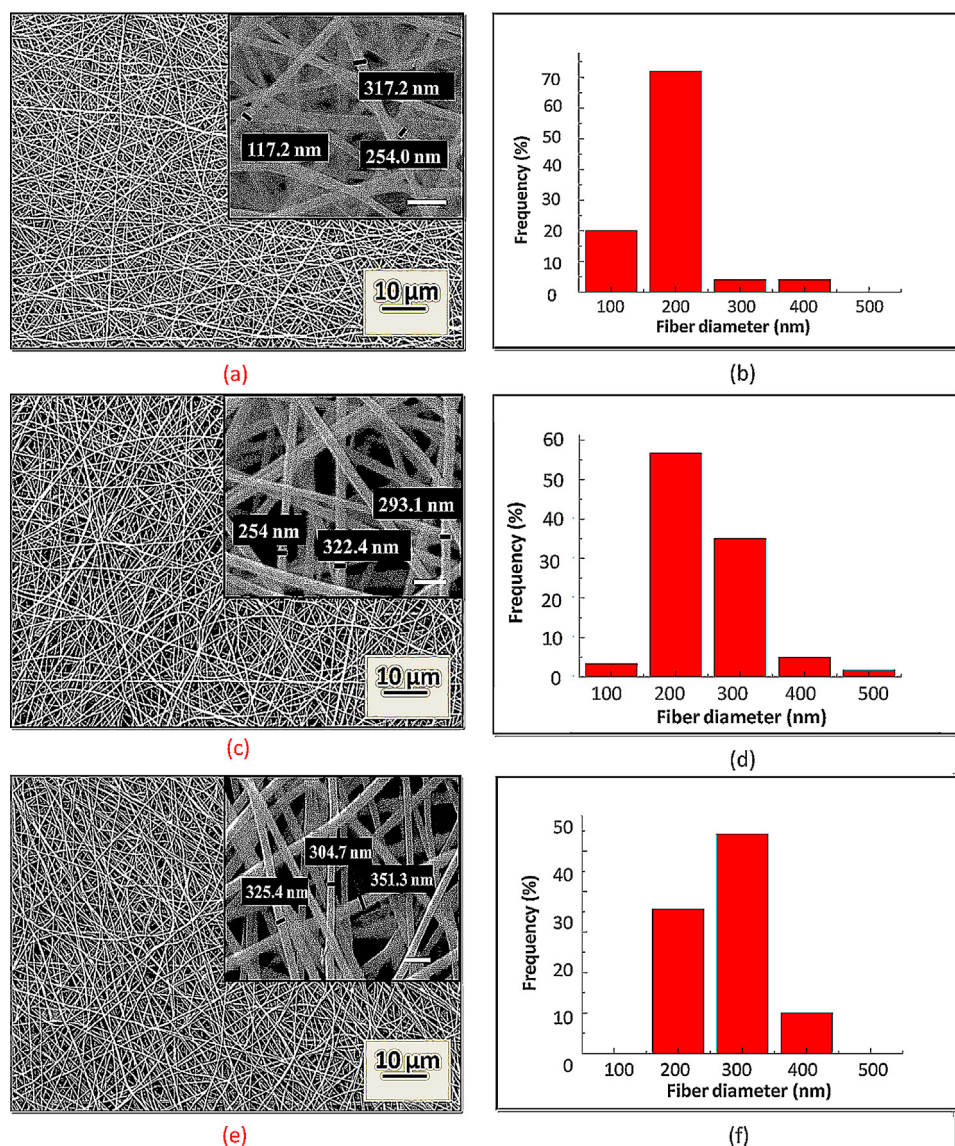 317.2 nm
117.2 nm
254.0 nm
10 µm
(a)
Frequency (%)
70
60
50
40
30
20
10
0
100 200 300 400 500
Fiber diameter (nm)
(b)
293.1 nm
254 nm
322.4 nm
10 µm
(c)
Frequency (%)
60
50
40
30
20
10
0
100 200 300 400 500
Fiber diameter (nm)
(d)
304.7 nm
325.4 nm
351.3 nm
10 µm
(e)
Frequency (%)
50
40
30
20
10
0
100 200 300 400 500
Fiber diameter (nm)
(f)